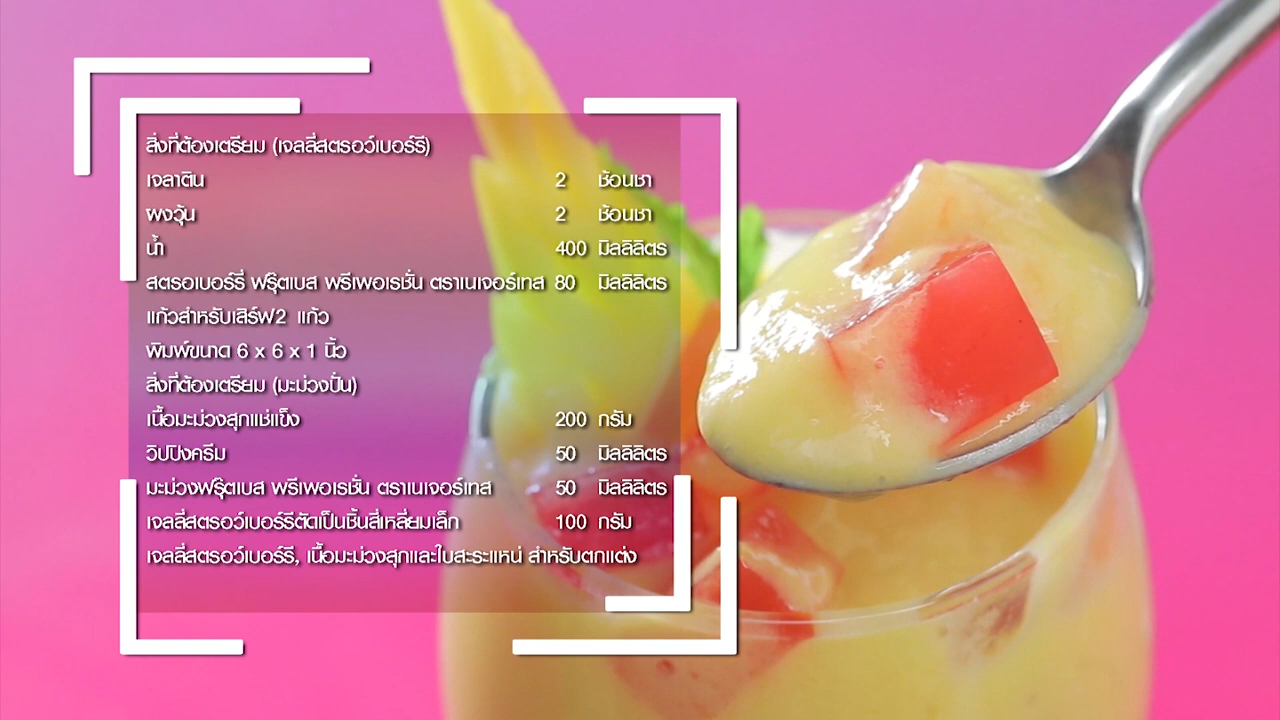 สิ่งที่ต้องเตรียม (เจลลี่สตรอว์เบอร์รี)
เจลาติน 2 ช้อนชา
ผงวุ้น 2 ช้อนชา
น้ำ 400 มิลลิลิตร
สตรอเบอร์รี่ ฟรุ๊ตเบส พรีเพอเรชั่น ตราเนเจอร์เทส 80 มิลลิลิตร
แก้วสำหรับเสิร์ฟ2 แก้ว
พิมพ์ขนาด 6 x 6 x 1 นิ้ว
สิ่งที่ต้องเตรียม (มะม่วงปั่น)
เนื้อมะม่วงสุกแช่แข็ง 200 กรัม
วิปปิงครีม 50 มิลลิลิตร
มะม่วงฟรุ๊ตเบส พรีเพอเรชั่น ตราเนเจอร์เทส 50 มิลลิลิตร
เจลลี่สตรอว์เบอร์รีตัดเป็นชิ้นสี่เหลี่ยมเล็ก 100 กรัม
เจลลี่สตรอว์เบอร์รี, เนื้อมะม่วงสุกและใบสะระแหน่ สำหรับตกแต่ง